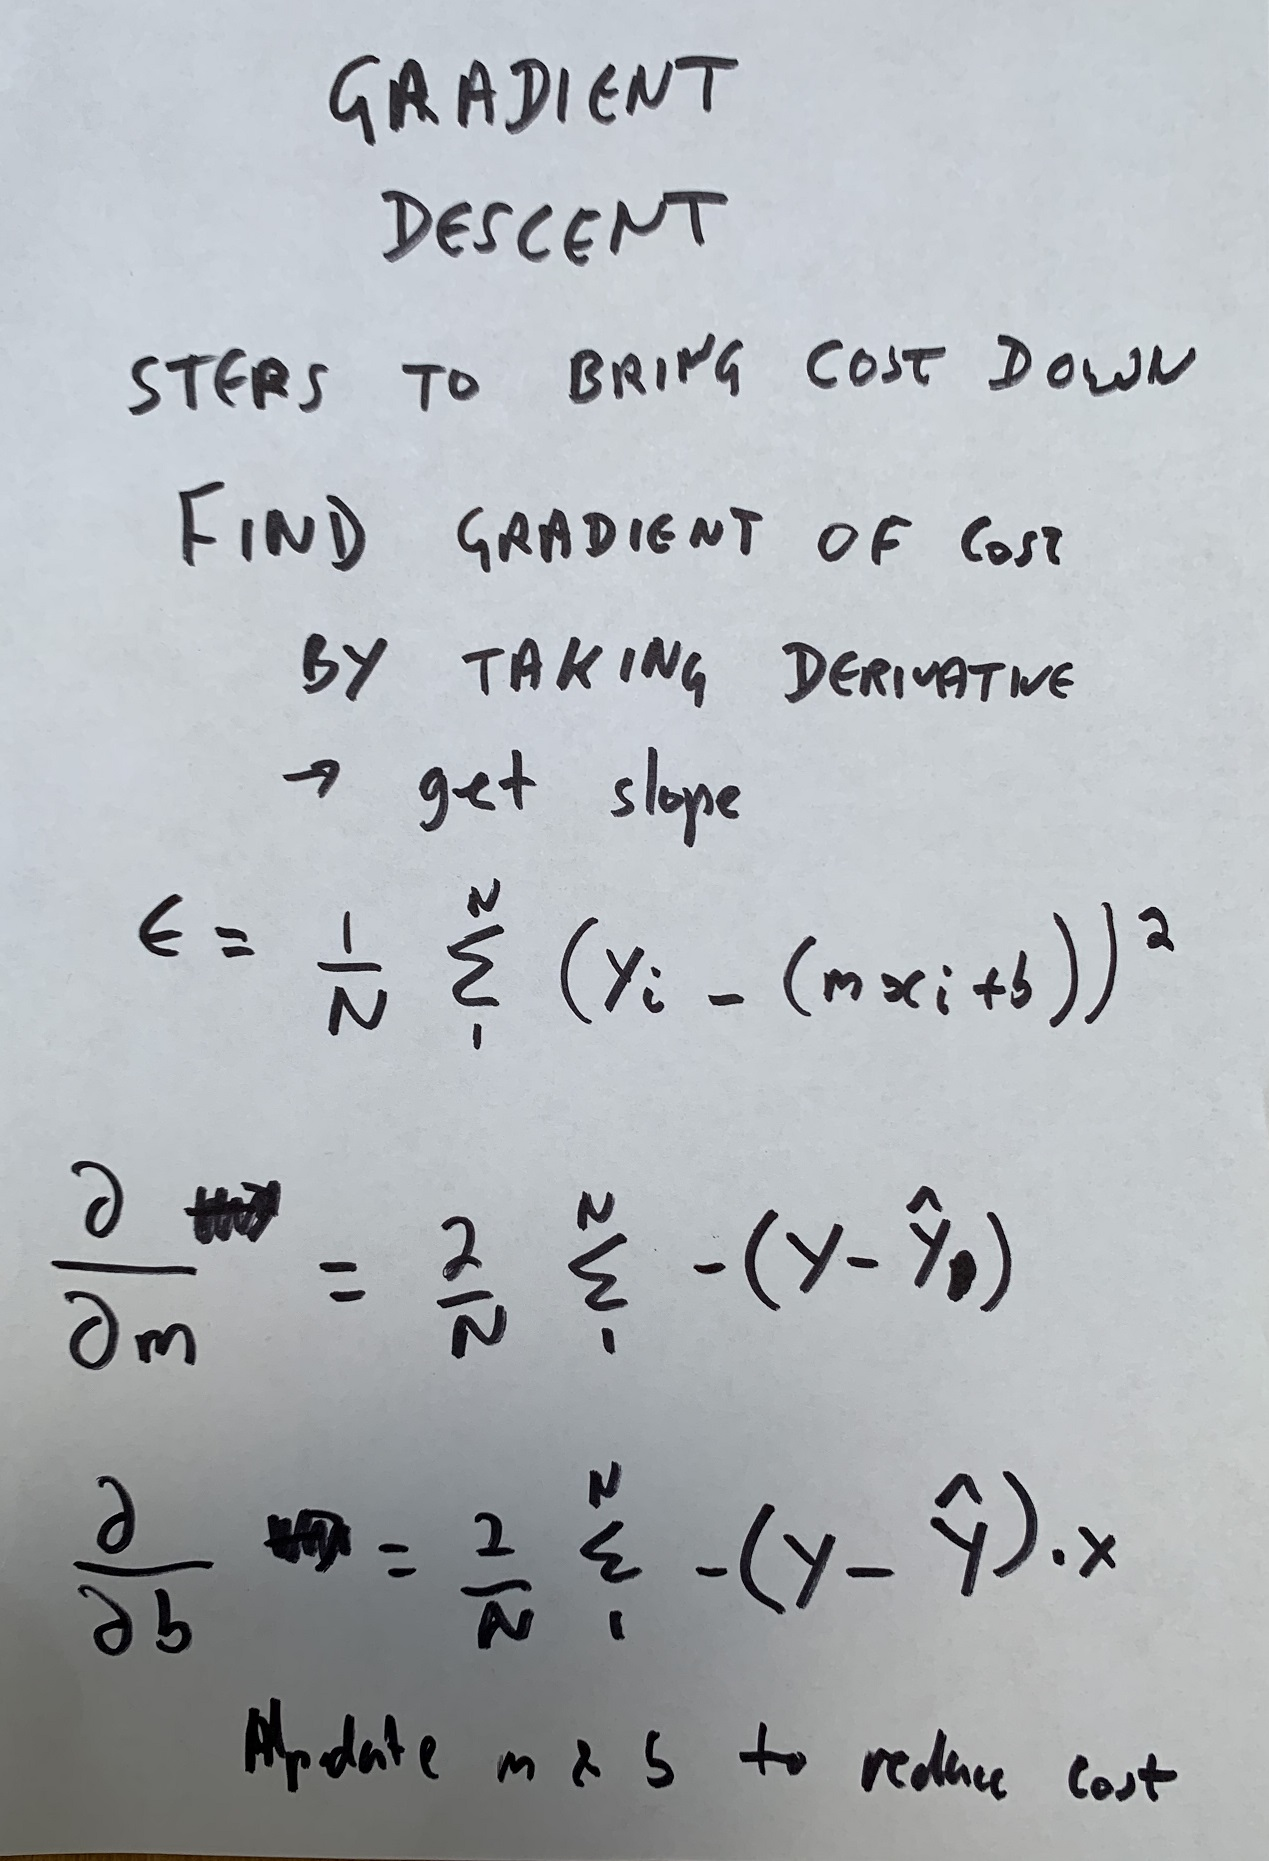 GRADIENT
DESCENT
STEPS TO BRING COST DOWN
FIND GRADIENT OF COST
BY TAKING DERIVATIVE
→ get slope
ϵ = 1/N Σ_1^N (yi - (mxi+b))²
∂/∂m = 2/N Σ_1^N -(y-ŷ)
∂/∂b = 2/N Σ_1^N -(y-ŷ).x
Update m & b to reduce cost